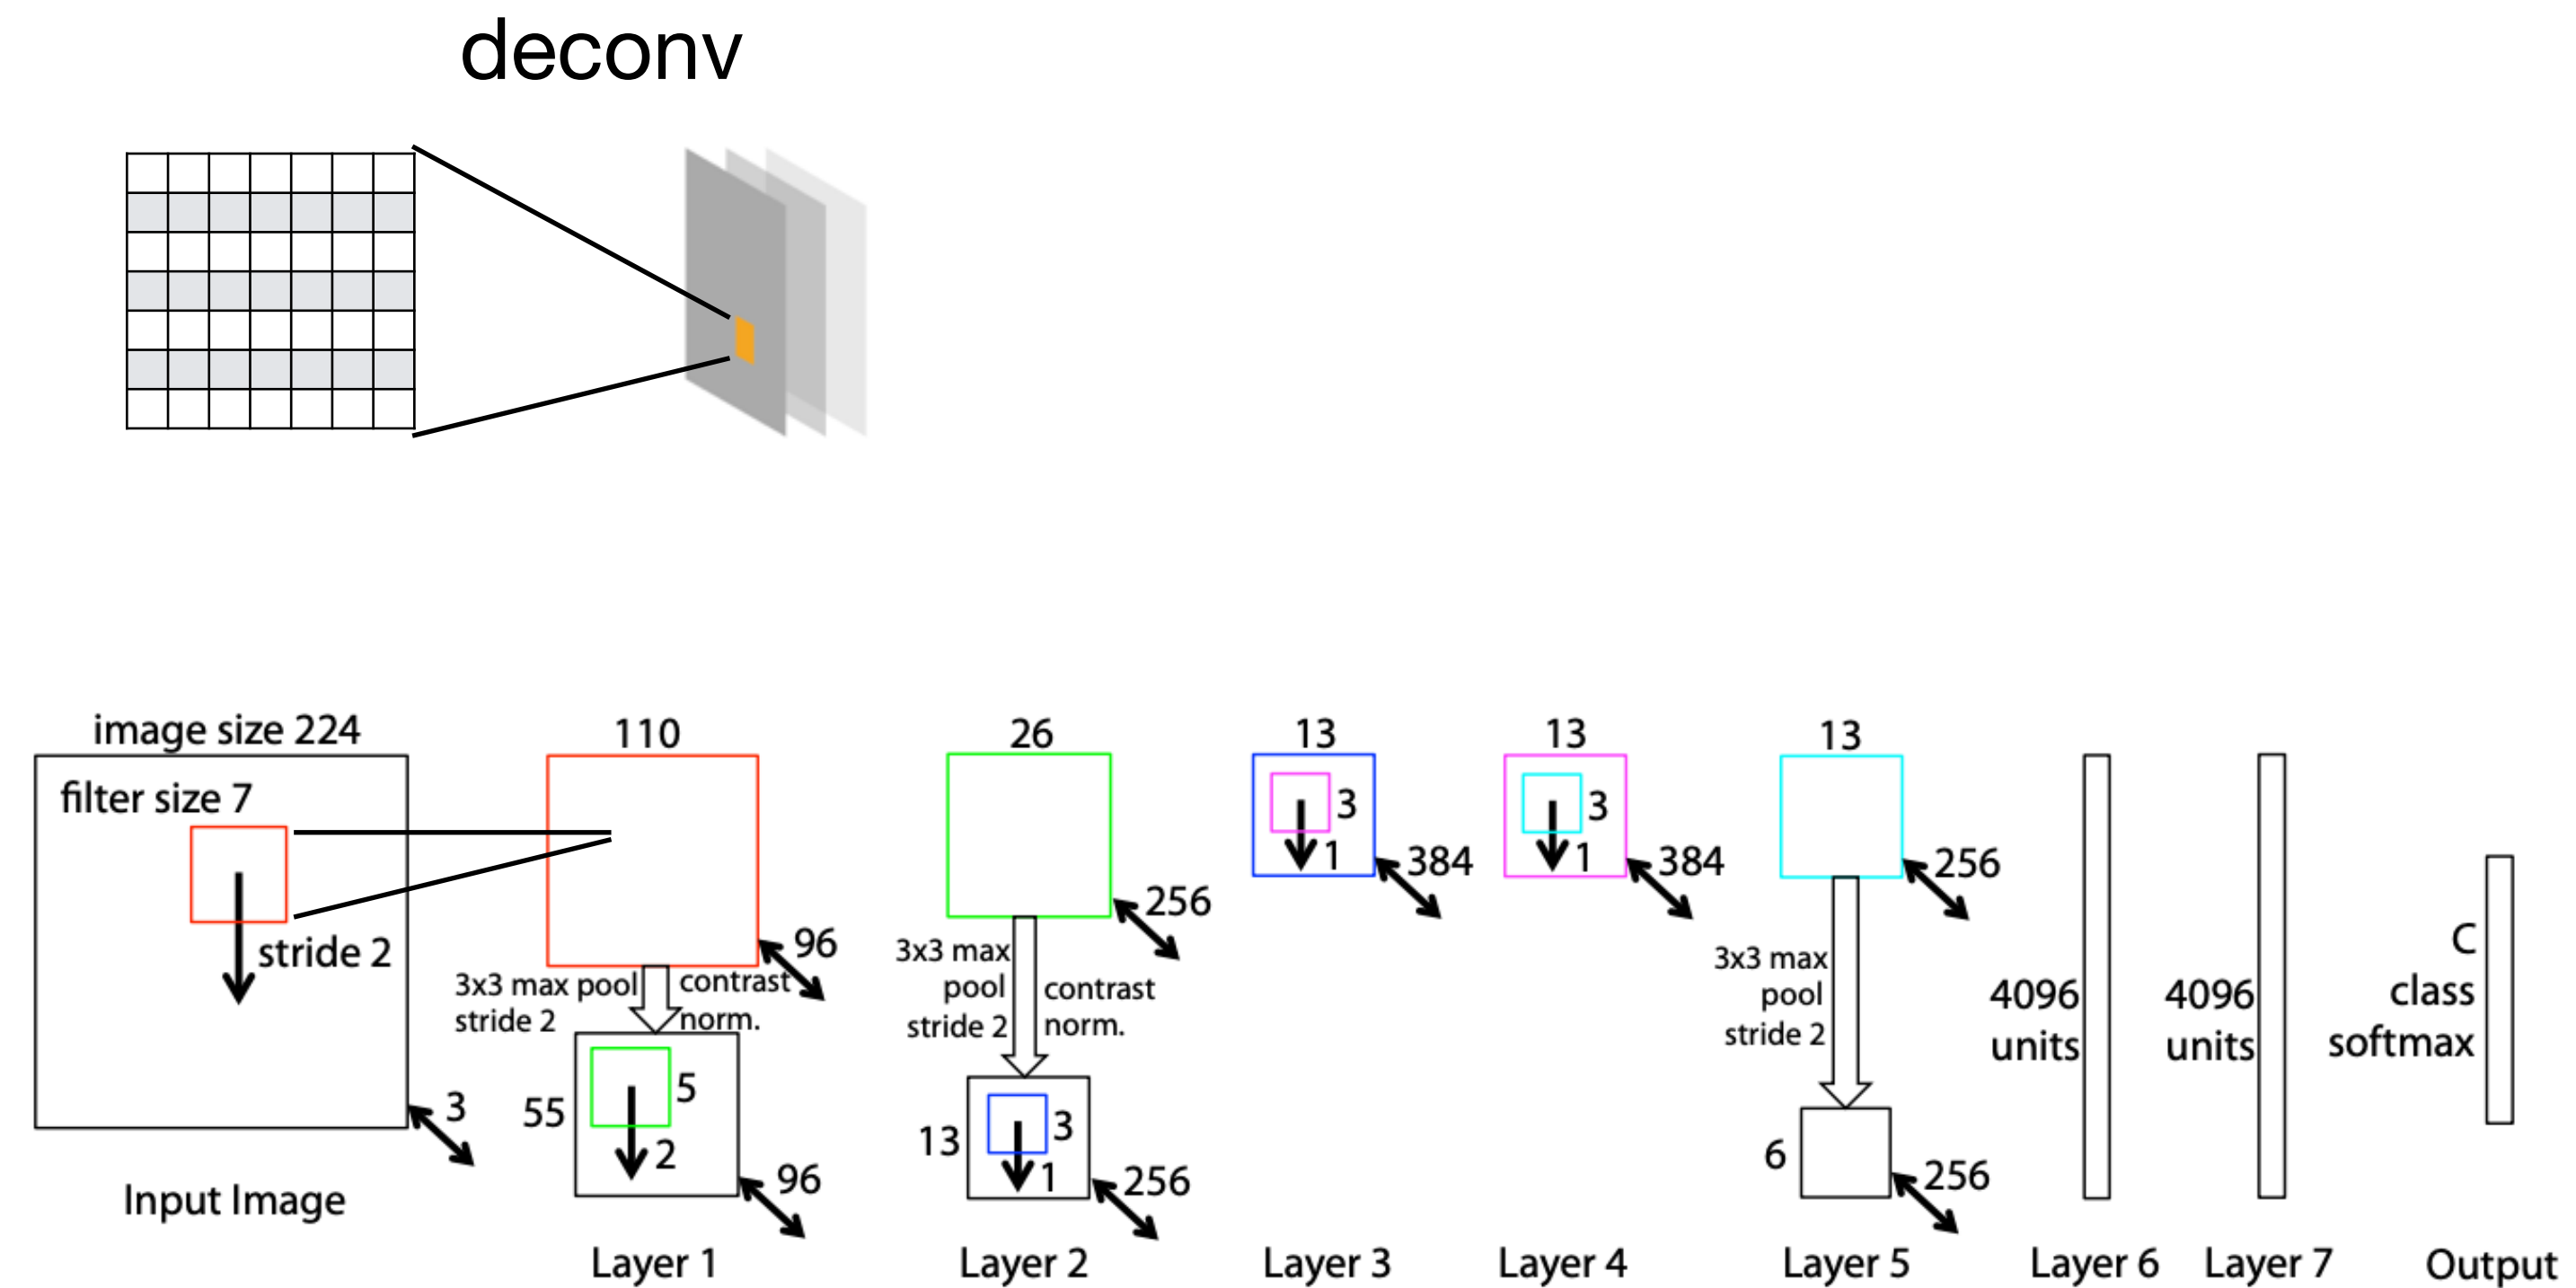 deconv
image size 224
filter size 7
stride 2
3
Input Image
110
96
3x3 max pool
stride 2
contrast
norm.
55
5
2
96
Layer 1
26
256
3x3 max
pool
stride 2
contrast
norm.
13
3
1
256
Layer 2
13
3
1
384
Layer 3
13
3
1
384
Layer 4
13
256
3x3 max
pool
stride 2
6
256
Layer 5
4096
units
Layer 6
4096
units
Layer 7
C
class
softmax
Output